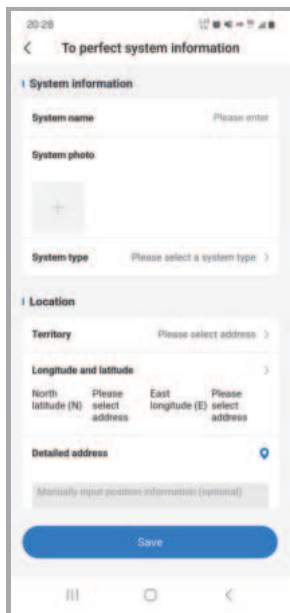 20:28
To perfect system information
System information
System name Please enter
System photo
System type Please select a system type
Location
Territory Please select address
Longitude and latitude
North latitude (N) Please select address East longitude (E) Please select address
Detailed address
Manually input position information (optional)
Save